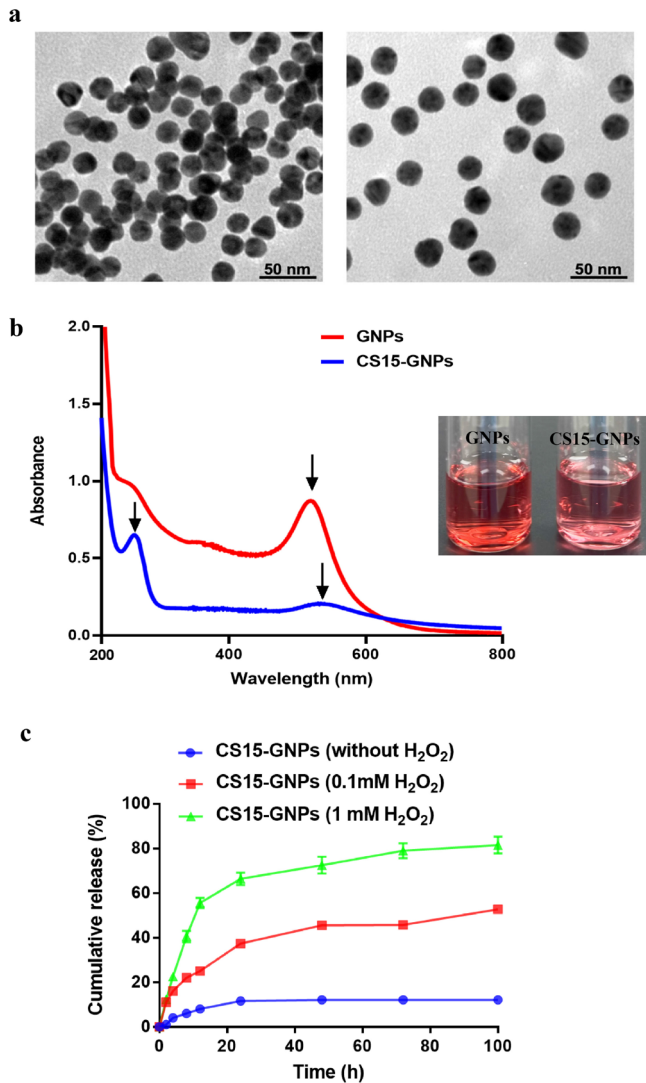 a
50 nm
50 nm
b
GNPs
CS15-GNPs
2.0
1.5
1.0
0.5
0.0
Absorbance
200
400
600
800
Wavelength (nm)
GNPs
CS15-GNPs
c
CS15-GNPs (without H₂O₂)
CS15-GNPs (0.1mM H₂O₂)
CS15-GNPs (1 mM H₂O₂)
100
80
60
40
20
0
Cumulative release (%)
0
20
40
60
80
100
Time (h)